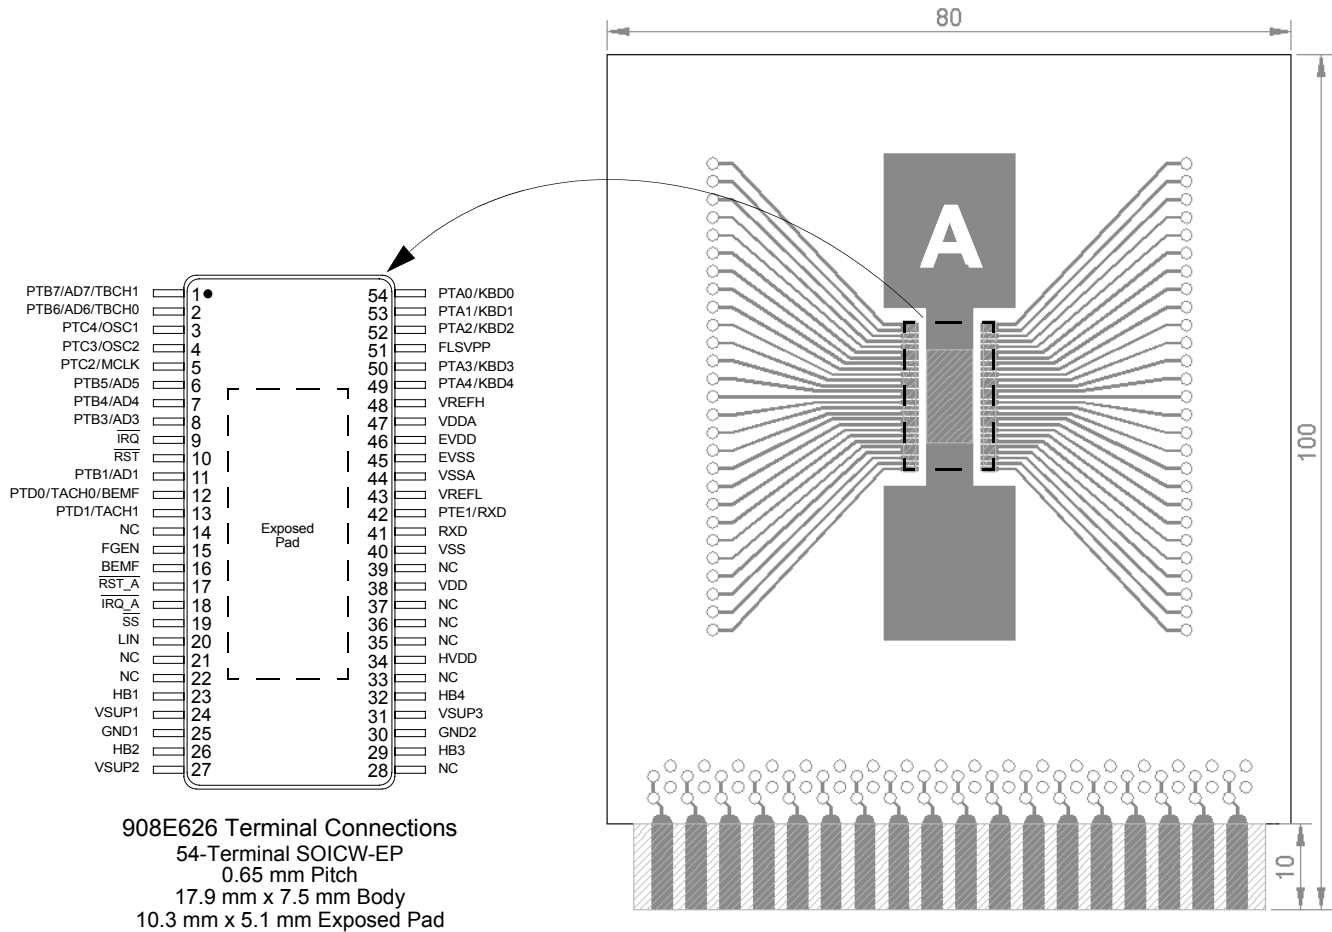 80
A
100
10
PTB7/AD7/TBCH1 1 54 PTA0/KBD0
PTB6/AD6/TBCH0 2 53 PTA1/KBD1
PTC4/OSC1 3 52 PTA2/KBD2
PTC3/OSC2 4 51 FLSVPP
PTC2/MCLK 5 50 PTA3/KBD3
PTB5/AD5 6 49 PTA4/KBD4
PTB4/AD4 7 48 VREFH
PTB3/AD3 8 47 VDDA
IRQ 9 46 EVDD
RST 10 45 EVSS
PTB1/AD1 11 44 VSSA
PTD0/TACH0/BEMF 12 43 VREFL
PTD1/TACH1 13 42 PTE1/RXD
NC 14 41 RXD
FGEN 15 40 VSS
BEMF 16 39 NC
RST_A 17 38 VDD
IRQ_A 18 37 NC
SS 19 36 NC
LIN 20 35 NC
NC 21 34 HVDD
NC 22 33 NC
HB1 23 32 HB4
VSUP1 24 31 VSUP3
GND1 25 30 GND2
HB2 26 29 HB3
VSUP2 27 28 NC
Exposed
Pad
908E626 Terminal Connections
54-Terminal SOICW-EP
0.65 mm Pitch
17.9 mm x 7.5 mm Body
10.3 mm x 5.1 mm Exposed Pad